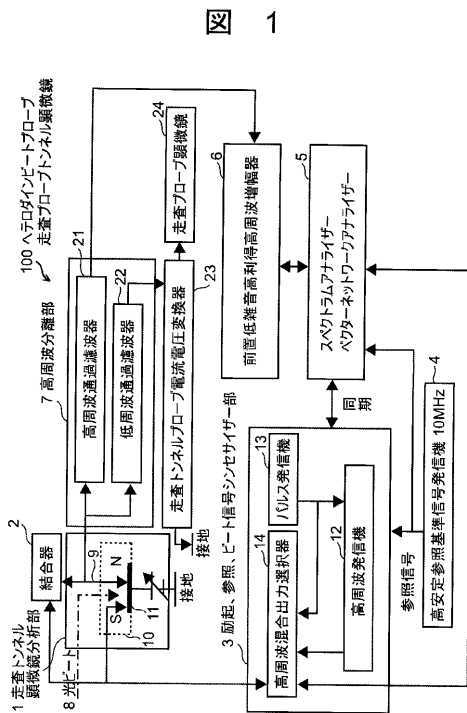 図 1
100 ヘテロダインビートプローブ
走査プローブトンネル顕微鏡
1 走査トンネル
顕微鏡分析部
2
結合器
8 光ビート
9
S
N
10
11
接地
7 高周波分離部
高周波通過濾波器
21
低周波通過濾波器
22
走査トンネルプローブ電流電圧変換器
23
接地
走査プローブ顕微鏡
24
3 励起、参照、ビート信号シンセサイザー部
高周波混合出力選択器
14
パルス発信機
13
高周波発信機
12
前置低雑音高利得高周波増幅器
6
スペクトラムアナライザー
ベクターネットワークアナライザー
5
同期
参照信号
高安定参照基準信号発信機 10MHz
4